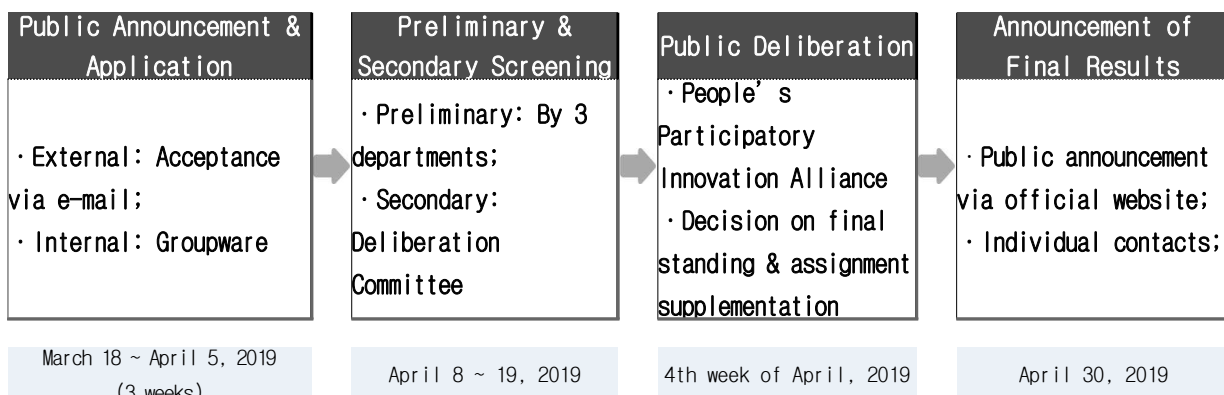 Public Announcement &
Application
· External: Acceptance
via e-mail;
· Internal: Groupware
March 18 ~ April 5, 2019
(3 weeks)
Preliminary &
Secondary Screening
· Preliminary: By 3
departments;
· Secondary:
Deliberation
Committee
April 8 ~ 19, 2019
Public Deliberation
· People’s
Participatory
Innovation Alliance
· Decision on final
standing & assignment
supplementation
4th week of April, 2019
Announcement of
Final Results
· Public announcement
via official website;
· Individual contacts;
April 30, 2019